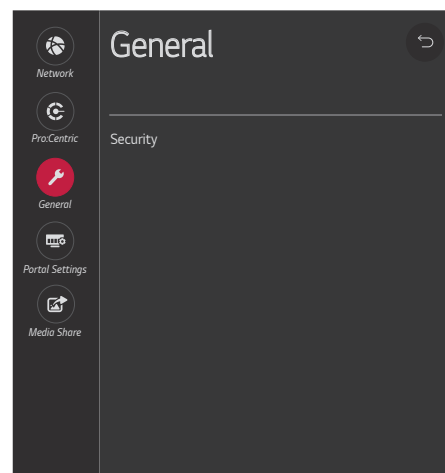 General
Security
Network
Pro:Centric
General
Portal Settings
Media Share